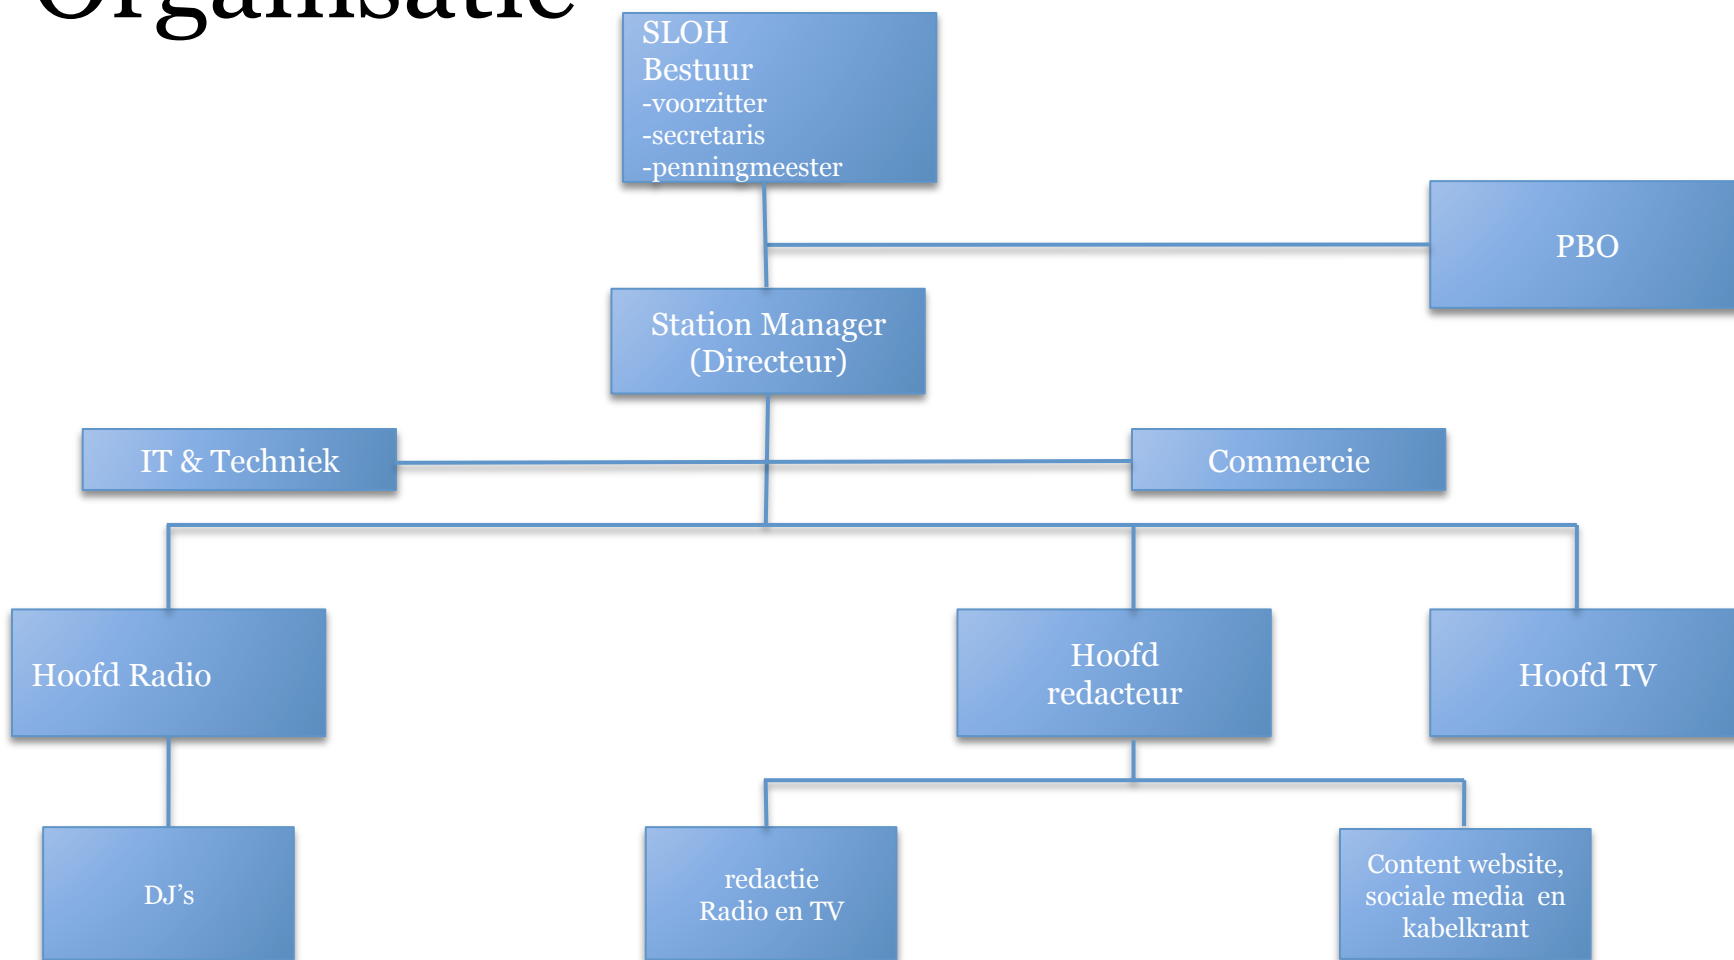 Organisatie
SLOH
Bestuur
-voorzitter
-secretaris
-penningmeester
PBO
Station Manager
(Directeur)
IT & Techniek
Commercie
Hoofd Radio
Hoofd
redacteur
Hoofd TV
DJ’s
redactie
Radio en TV
Content website,
sociale media  en
kabelkrant